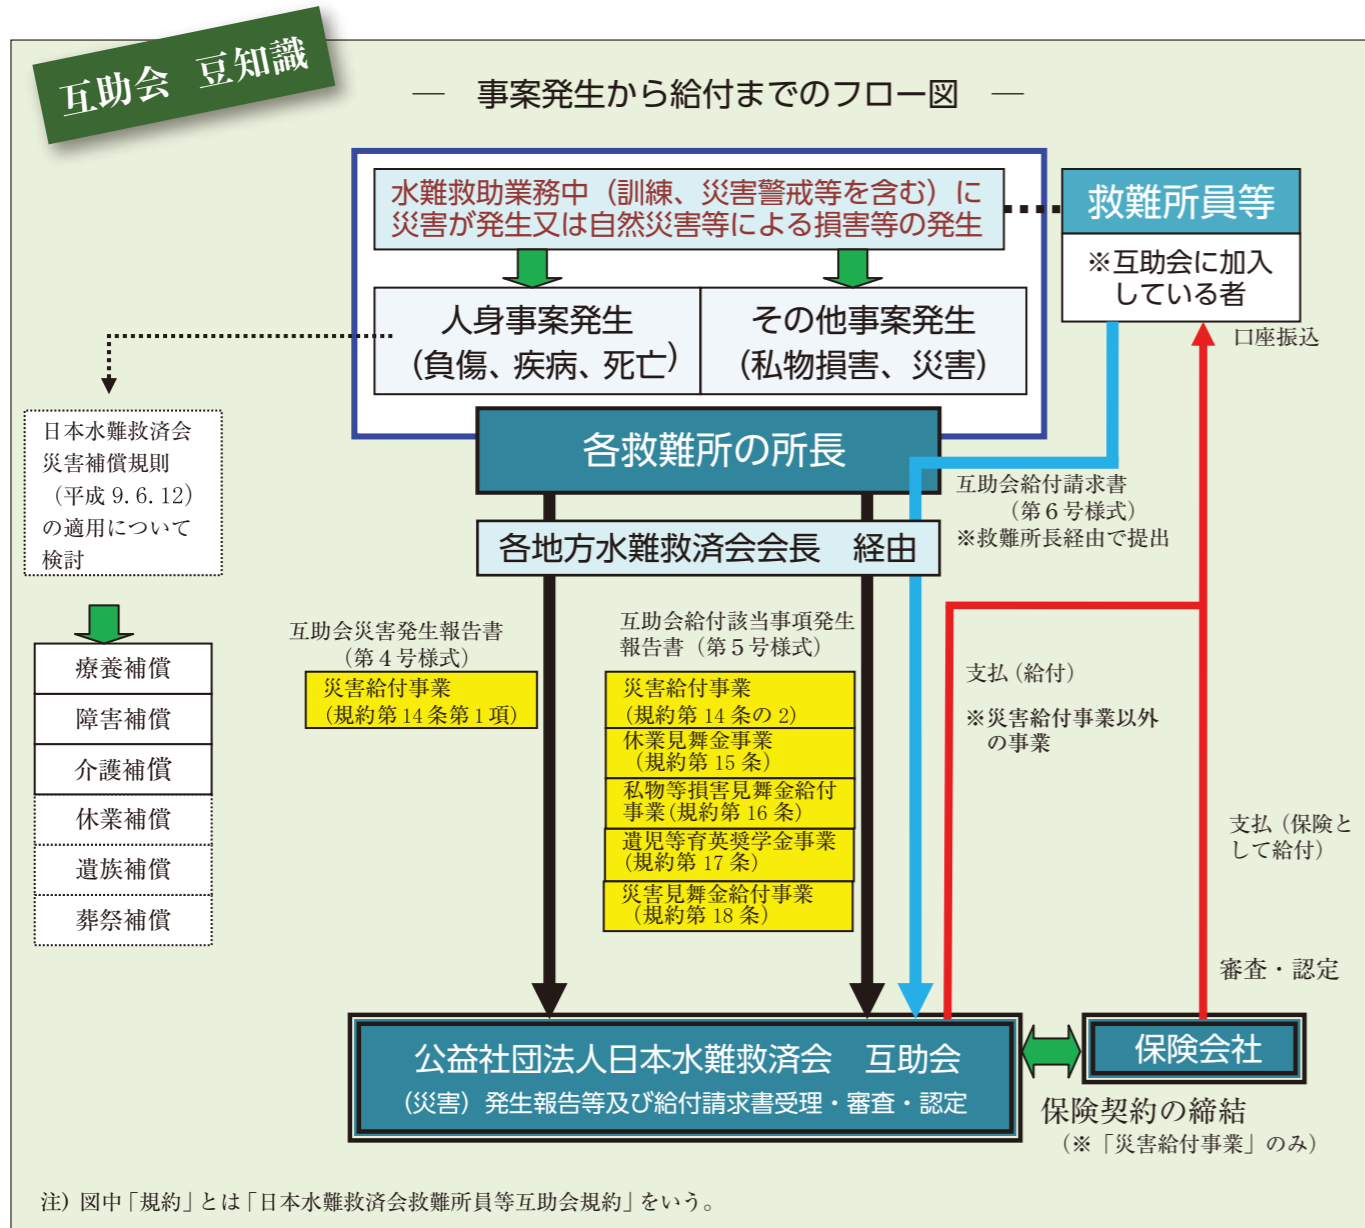 互助会 豆知識
― 事案発生から給付までのフロー図 ―
水難救助業務中（訓練、災害警戒等を含む）に
災害が発生又は自然災害等による損害等の発生
救難所員等
※互助会に加入
している者
人身事案発生
（負傷、疾病、死亡）
その他事案発生
（私物損害、災害）
口座振込
日本水難救済会
災害補償規則
（平成 9. 6. 12）
の適用について
検討
各救難所の所長
互助会給付請求書
（第６号様式）
※救難所長経由で提出
各地方水難救済会会長　経由
療養補償
障害補償
介護補償
休業補償
遺族補償
葬祭補償
互助会災害発生報告書
（第４号様式）
災害給付事業
（規約第 14 条第１項）
互助会給付該当事項発生
報告書（第５号様式）
災害給付事業
（規約第 14 条の 2）
休業見舞金事業
（規約第 15 条）
私物等損害見舞金給付
事業（規約第 16 条）
遺児等育英奨学金事業
（規約第 17 条）
災害見舞金給付事業
（規約第 18 条）
支払（給付）
※災害給付事業以外
の事業
支払（保険と
して給付）
審査・認定
公益社団法人日本水難救済会　互助会
（災害）発生報告等及び給付請求書受理・審査・認定
保険会社
保険契約の締結
（※「災害給付事業」のみ）
注）図中「規約」とは「日本水難救済会救難所員等互助会規約」をいう。